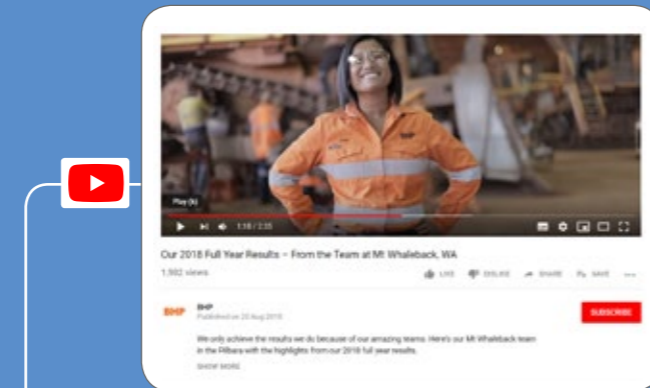 BHP
Play (k)
1:18 / 2:35
Our 2018 Full Year Results – From the Team at Mt Whaleback, WA
1,982 views
LIKE DISLIKE SHARE SAVE
BHP
BHP
Published on 20 Aug 2018
SUBSCRIBE
We only achieve the results we do because of our amazing teams. Here's our Mt Whaleback team
in the Pilbara with the highlights from our 2018 full year results.
SHOW MORE